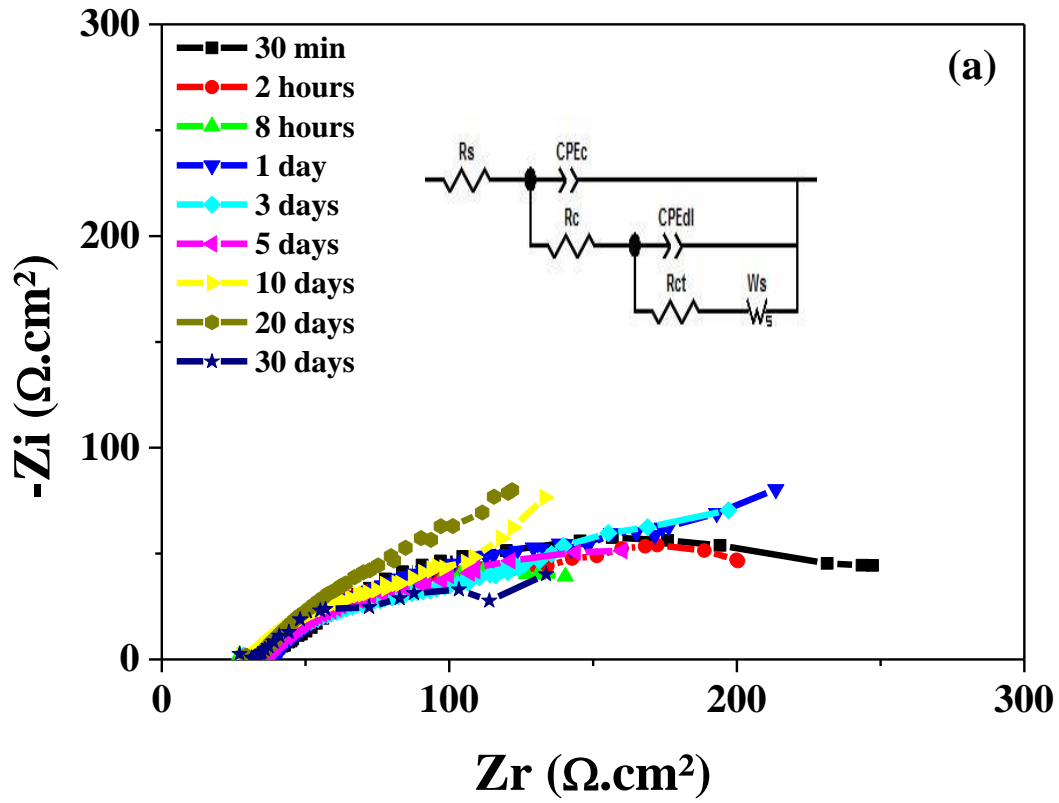 300
(a)
30 min
2 hours
8 hours
1 day
3 days
5 days
10 days
20 days
30 days
Rs
CPEc
Rc
CPEdl
Rct
Ws
s
200
100
0
-Zi (Ω.cm²)
0
100
200
300
Zr (Ω.cm²)